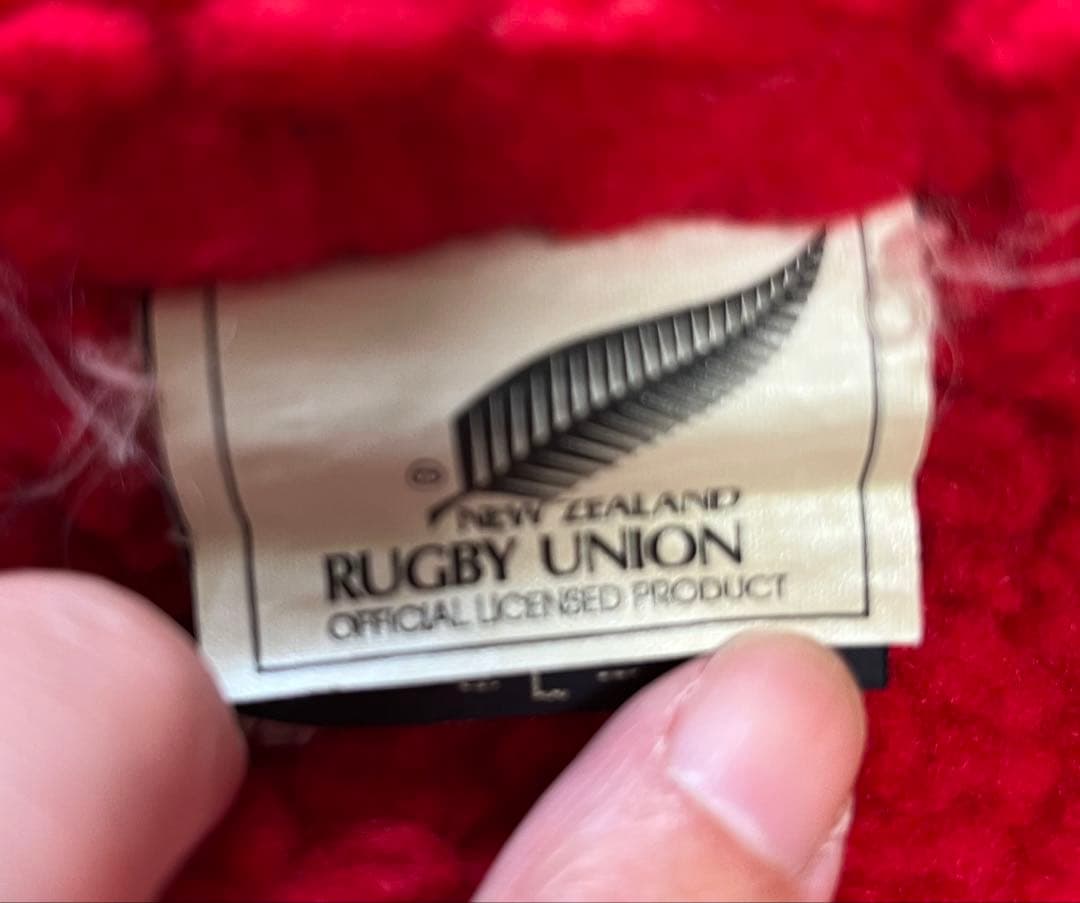 NEW ZEALAND
RUGBY UNION
OFFICIAL LICENSED PRODUCT
L